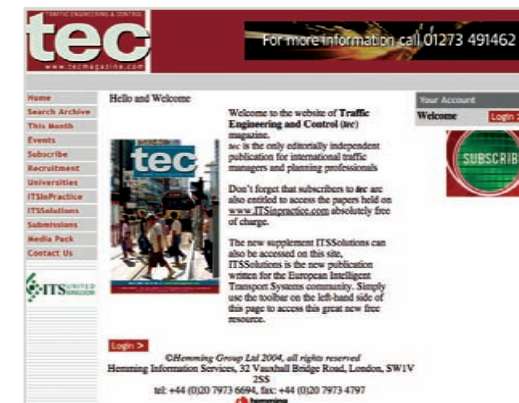 TRAFFIC ENGINEERING & CONTROL
tec
www.tecmagazine.com
For more information call 01273 491462
Home
Search Archive
This Month
Events
Subscribe
Recruitment
Universities
ITSinPractice
ITSSolutions
Submissions
Media Pack
Contact Us
ITS UNITED
KINGDOM
Hello and Welcome
tec
Welcome to the website of Traffic
Engineering and Control (tec)
magazine.
tec is the only editorially independent
publication for international traffic
managers and planning professionals
Don't forget that subscribers to tec are
also entitled to access the papers held on
www.ITSinpractice.com absolutely free
of charge.
The new supplement ITSSolutions can
also be accessed on this site,
ITSSolutions is the new publication
written for the European Intelligent
Transport Systems community. Simply
use the toolbar on the left-hand side of
this page to access this great new free
resource.
Your Account
Welcome Login >
SUBSCRIB
Login >
©Hemming Group Ltd 2004, all rights reserved
Hemming Information Services, 32 Vauxhall Bridge Road, London, SW1V
2SS
tel: +44 (0)20 7973 6694, fax: +44 (0)20 7973 4797
hemming